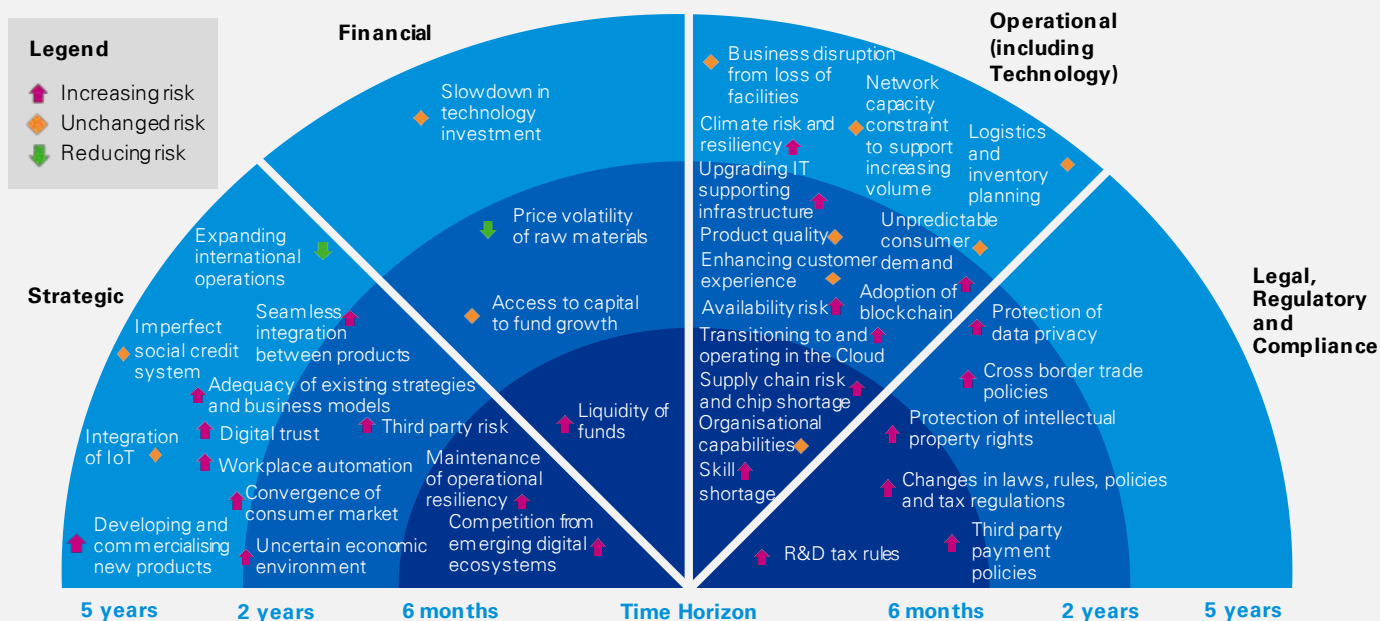 Legend
Increasing risk
Unchanged risk
Reducing risk
Financial
Operational
(including
Technology)
Strategic
Legal,
Regulatory
and
Compliance
Expanding
international
operations
Seamless
integration
between products
Imperfect
social credit
system
Adequacy of existing strategies
and business models
Digital trust
Third party risk
Integration
of IoT
Workplace automation
Maintenance
of operational
resiliency
Convergence of
consumer market
Developing and
commercialising
new products
Uncertain economic
environment
Competition from
emerging digital
ecosystems
Slowdown in
technology
investment
Price volatility
of raw materials
Access to capital
to fund growth
Liquidity of
funds
Business disruption
from loss of
facilities
Network
capacity
constraint
to support
increasing
volume
Logistics
and
inventory
planning
Climate risk and
resiliency
Upgrading IT
supporting
infrastructure
Product quality
Unpredictable
consumer
demand
Enhancing customer
experience
Availability risk
Adoption of
blockchain
Transitioning to and
operating in the Cloud
Supply chain risk
and chip shortage
Organisational
capabilities
Skill
shortage
Protection of
data privacy
Cross border trade
policies
Protection of intellectual
property rights
Changes in laws, rules, policies
and tax regulations
Third party
payment
policies
R&D tax rules
5 years
2 years
6 months
Time Horizon
6 months
2 years
5 years